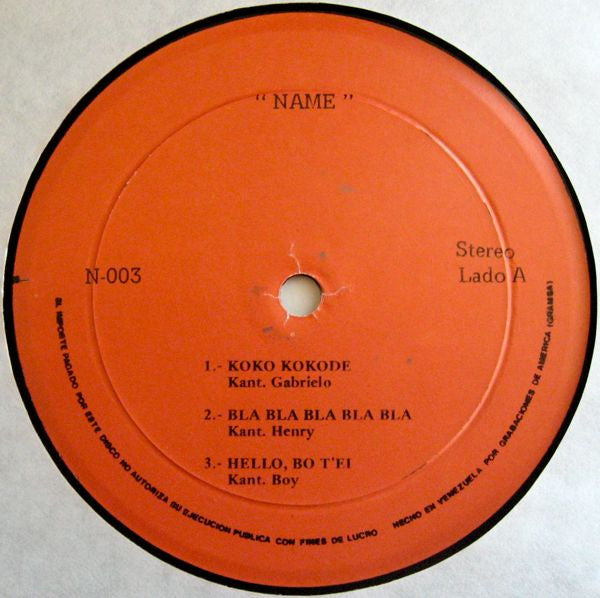 “ NAME ”
N-003
Stereo
Lado A
1.- KOKO KOKODE
Kant. Gabrielo
2.- BLA BLA BLA BLA BLA
Kant. Henry
3.- HELLO, BO T'EI
Kant. Boy
EL IMPORTE PAGADO POR ESTE DISCO NO AUTORIZA SU EJECUCION PUBLICA CON FINES DE LUCRO HECHO EN VENEZUELA POR GRABACIONES DE AMERICA (GRAMSA)